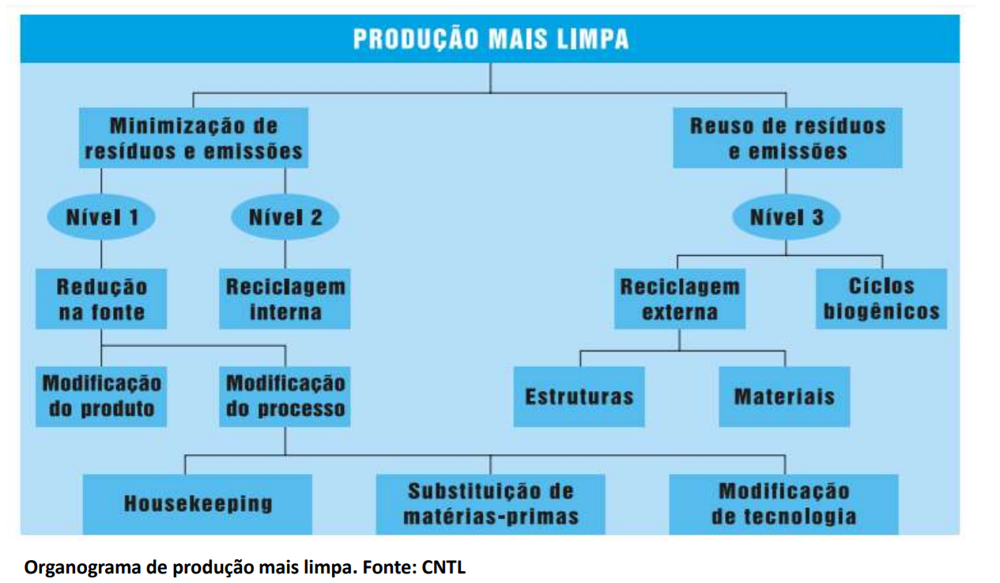 PRODUÇÃO MAIS LIMPA
Minimização de
resíduos e emissões
Reuso de resíduos
e emissões
Nível 1
Nível 2
Nível 3
Redução
na fonte
Reciclagem
interna
Reciclagem
externa
Cíclos
biogênicos
Modificação
do produto
Modificação
do processo
Estruturas
Materiais
Housekeeping
Substituição de
matérias-primas
Modificação
de tecnologia
Organograma de produção mais limpa. Fonte: CNTL